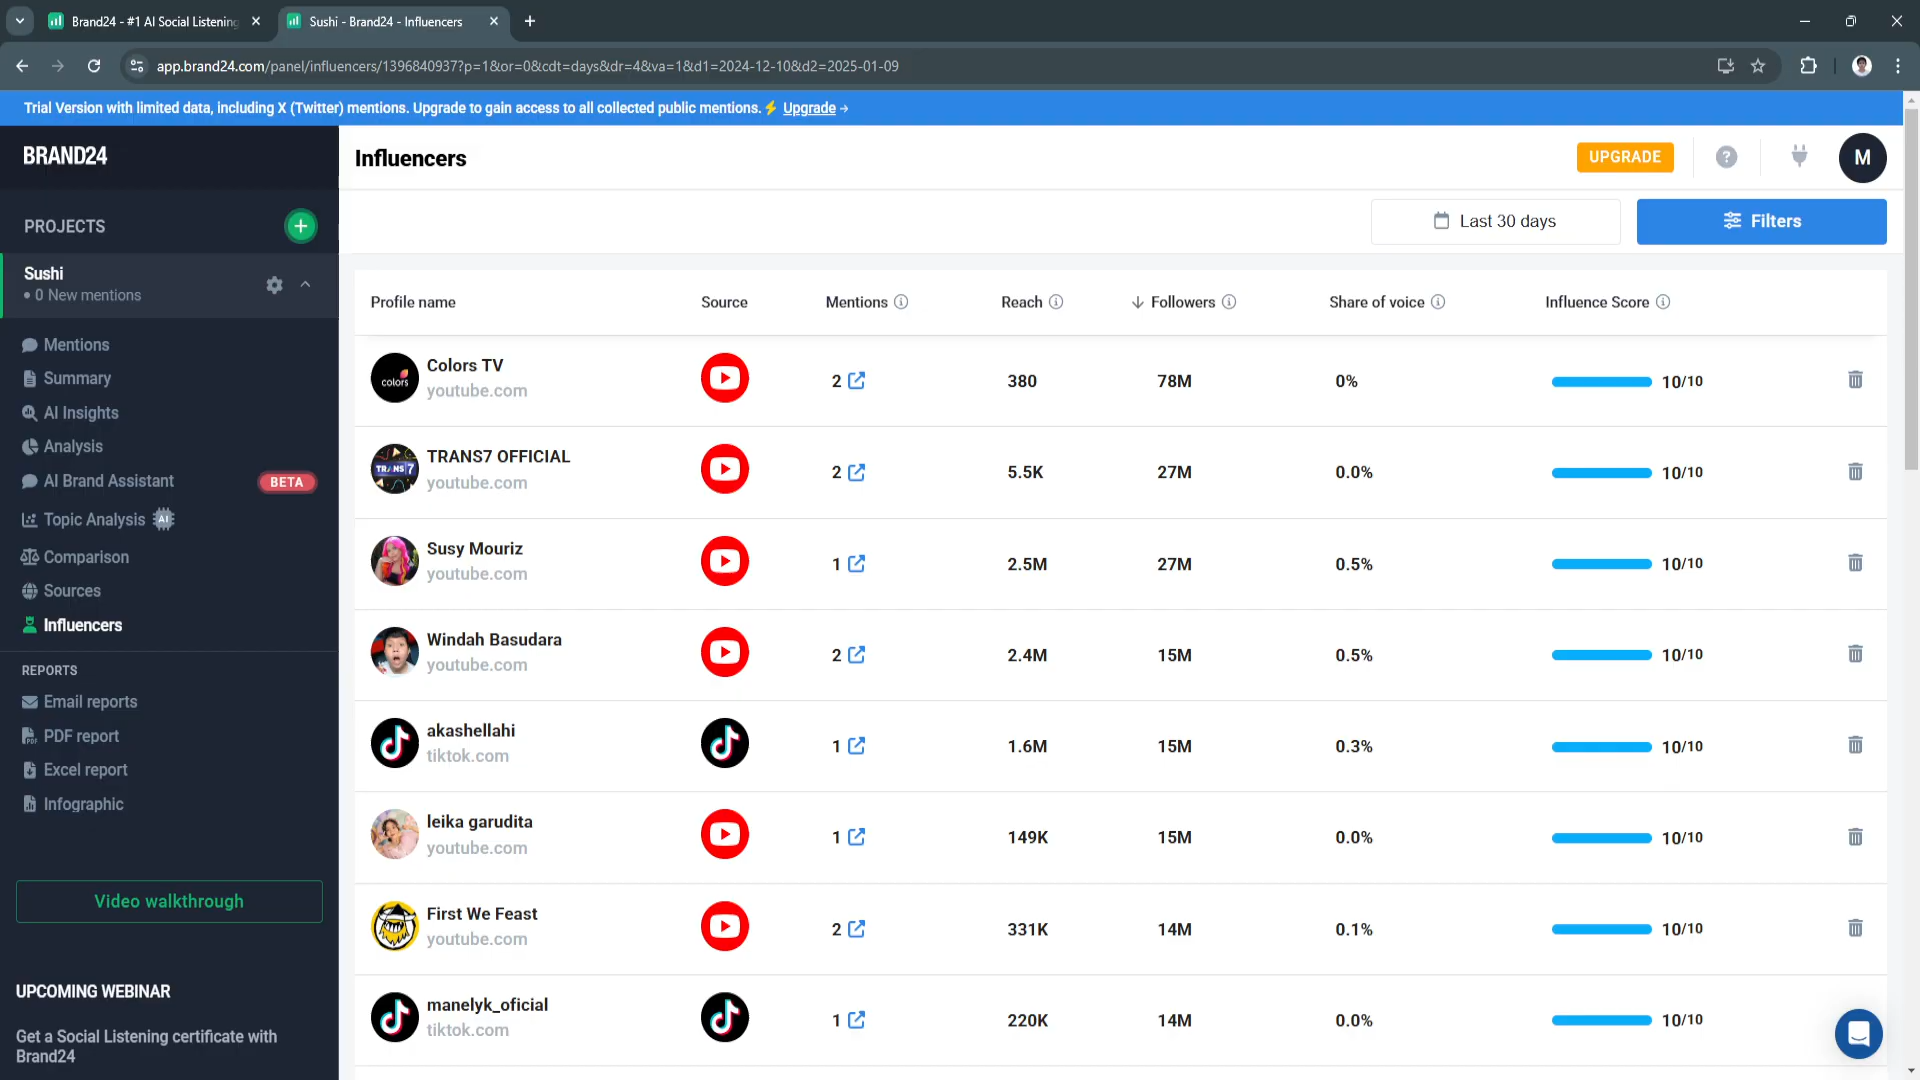 Brand24 - #1 AI Social Listening
Sushi - Brand24 - Influencers
app.brand24.com/panel/influencers/1396840937?p=1&or=0&cdt=days&dr=4&va=1&d1=2024-12-10&d2=2025-01-09
Trial Version with limited data, including X (Twitter) mentions. Upgrade to gain access to all collected public mentions.⚡ Upgrade →
BRAND24
Influencers
UPGRADE
?
M
PROJECTS
+
Last 30 days
Filters
Sushi
• 0 New mentions
Mentions
Summary
AI Insights
Analysis
AI Brand Assistant BETA
Topic Analysis AI
Comparison
Sources
Influencers
REPORTS
Email reports
PDF report
Excel report
Infographic
Video walkthrough
UPCOMING WEBINAR
Get a Social Listening certificate with
Brand24
Profile name Source Mentions Reach ↓ Followers Share of voice Influence Score
colors
Colors TV
youtube.com
2 380 78M 0% 10/10
TRANS7
TRANS7 OFFICIAL
youtube.com
2 5.5K 27M 0.0% 10/10
Susy Mouriz
youtube.com
1 2.5M 27M 0.5% 10/10
Windah Basudara
youtube.com
2 2.4M 15M 0.5% 10/10
akashellahi
tiktok.com
1 1.6M 15M 0.3% 10/10
leika garudita
youtube.com
1 149K 15M 0.0% 10/10
First We Feast
youtube.com
2 331K 14M 0.1% 10/10
manelyk_oficial
tiktok.com
1 220K 14M 0.0% 10/10